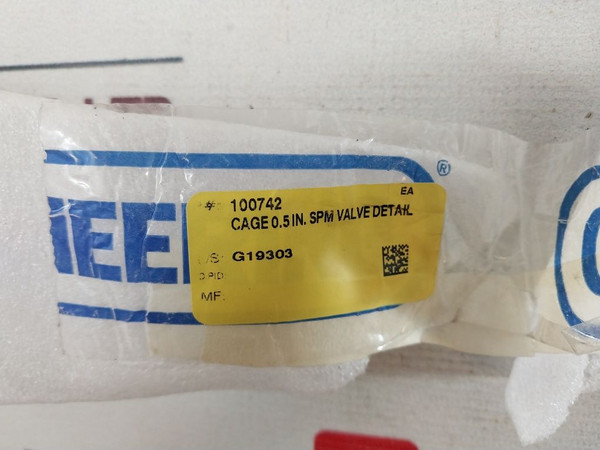 ®
EA
#: 100742
CAGE 0.5 IN. SPM VALVE DETAIL
G19303
MF.